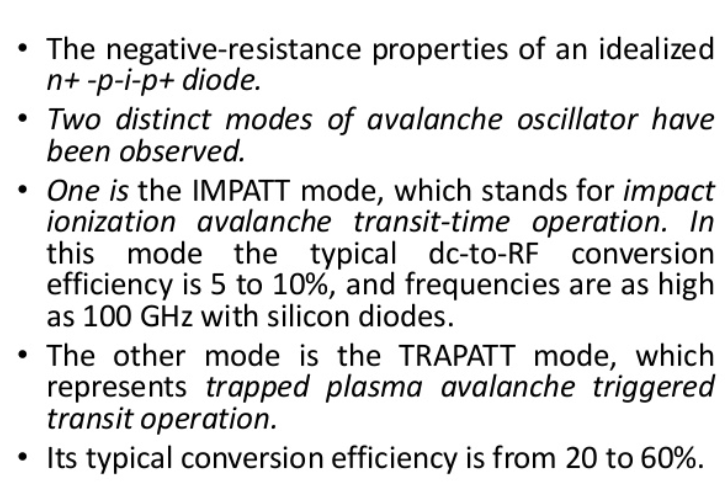 • The negative-resistance properties of an idealized
n+ -p-i-p+ diode.
• Two distinct modes of avalanche oscillator have
been observed.
• One is the IMPATT mode, which stands for impact
ionization avalanche transit-time operation. In
this mode the typical dc-to-RF conversion
efficiency is 5 to 10%, and frequencies are as high
as 100 GHz with silicon diodes.
• The other mode is the TRAPATT mode, which
represents trapped plasma avalanche triggered
transit operation.
• Its typical conversion efficiency is from 20 to 60%.